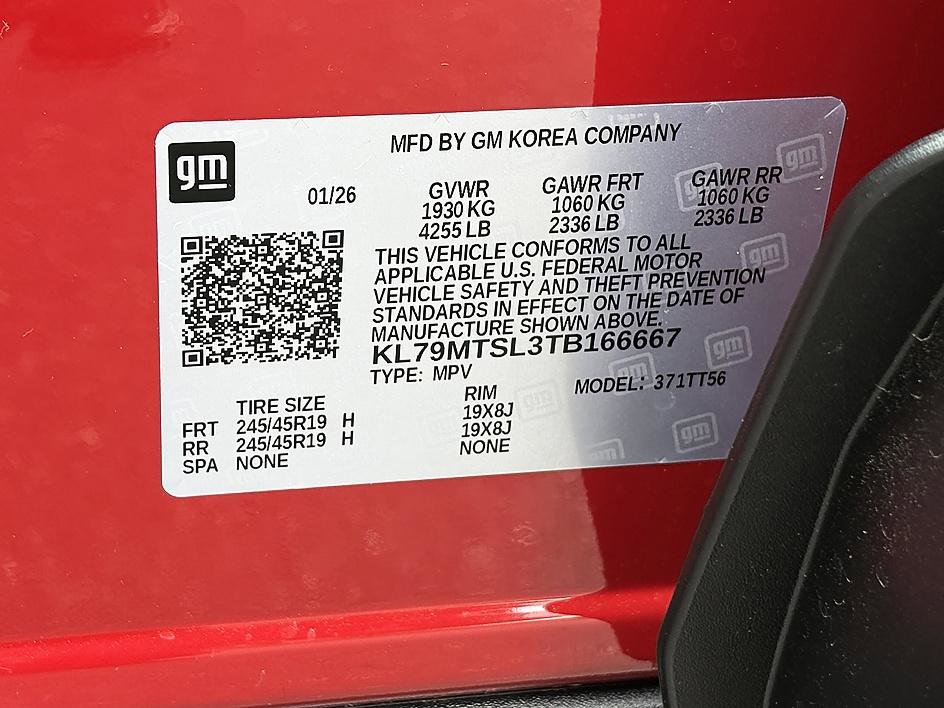 gm
MFD BY GM KOREA COMPANY
01/26
GVWR GAWR FRT GAWR RR
1930 KG 1060 KG 1060 KG
4255 LB 2336 LB 2336 LB
THIS VEHICLE CONFORMS TO ALL
APPLICABLE U.S. FEDERAL MOTOR
VEHICLE SAFETY AND THEFT PREVENTION
STANDARDS IN EFFECT ON THE DATE OF
MANUFACTURE SHOWN ABOVE.
KL79MTSL3TB166667
TYPE: MPV MODEL: 371TT56
TIRE SIZE RIM
FRT 245/45R19 H 19X8J
RR 245/45R19 H 19X8J
SPA NONE NONE